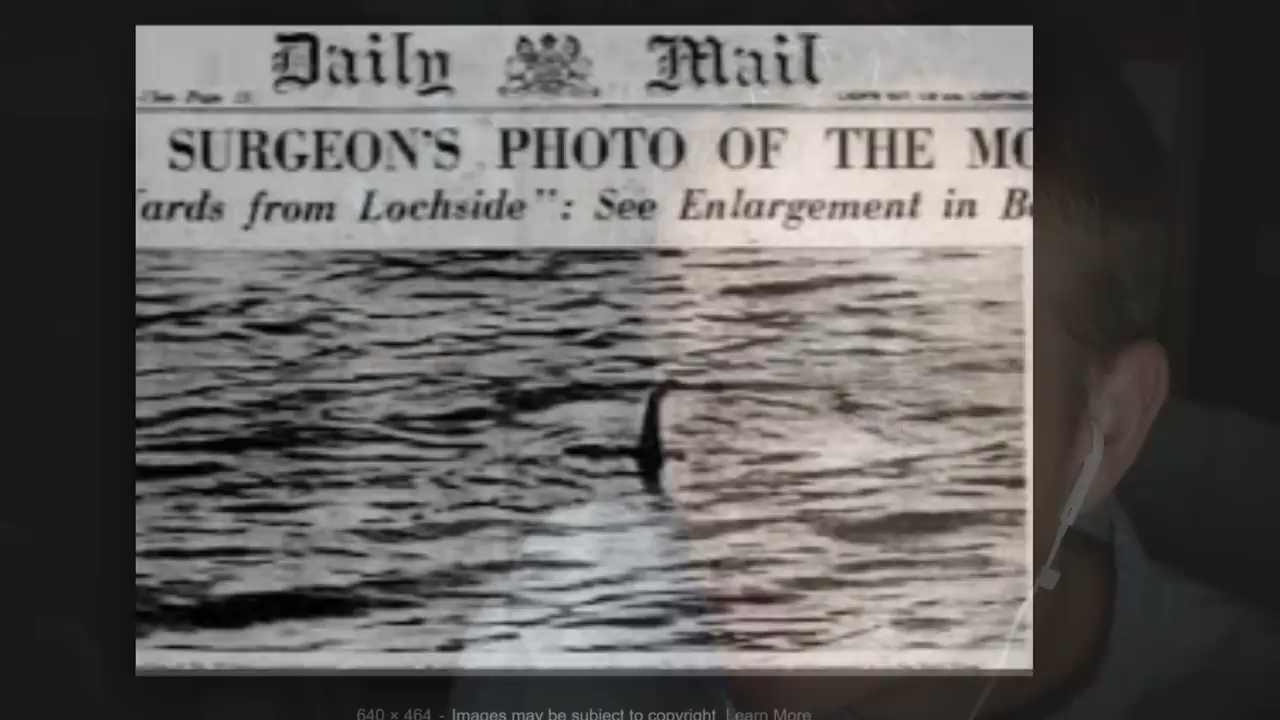 Daily Mail
SURGEON'S PHOTO OF THE MO
ards from Lochside": See Enlargement in B
640 × 464 - Images may be subject to copyright Learn More